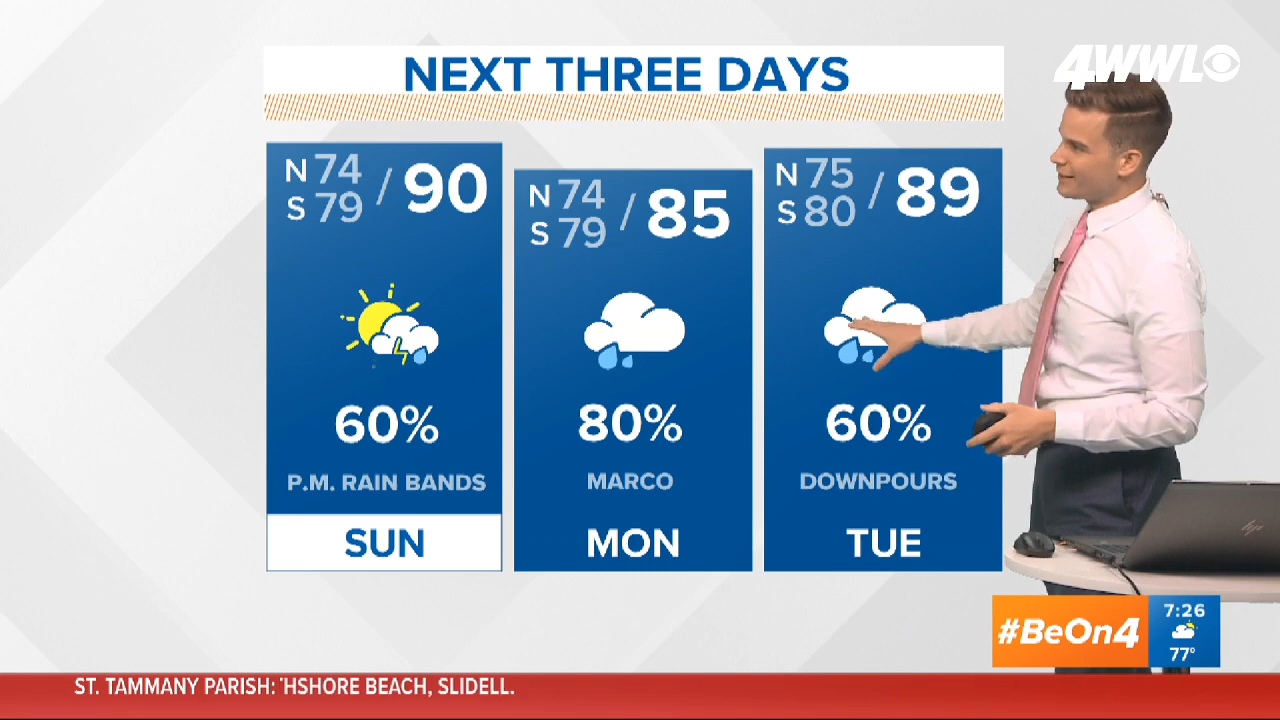 4WWL
NEXT THREE DAYS
N 74
S 79
/ 90
60%
P.M. RAIN BANDS
SUN
N 74
S 79
/ 85
80%
MARCO
MON
N 75
S 80
/ 89
60%
DOWNPOURS
TUE
hp
#BeOn4
7:26
77°
ST. TAMMANY PARISH: 'HSHORE BEACH, SLIDELL.